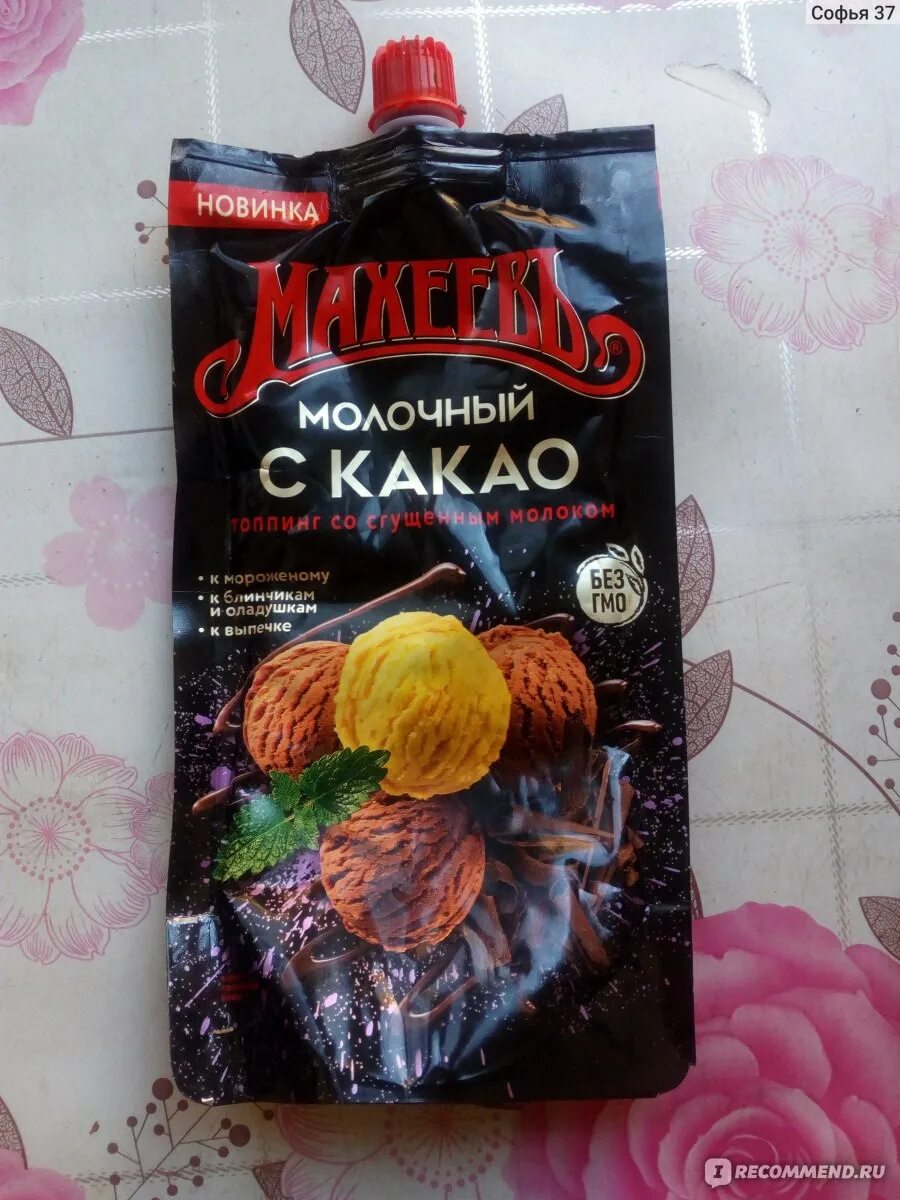 Софья 37
НОВИНКА
МАХЕЕВЪ®
МОЛОЧНЫЙ
С КАКАО
топпинг со сгущенным молоком
• к мороженому
• к блинчикам
и оладушкам
• к выпечке
БЕЗ
ГМО
I RECOMMEND.RU